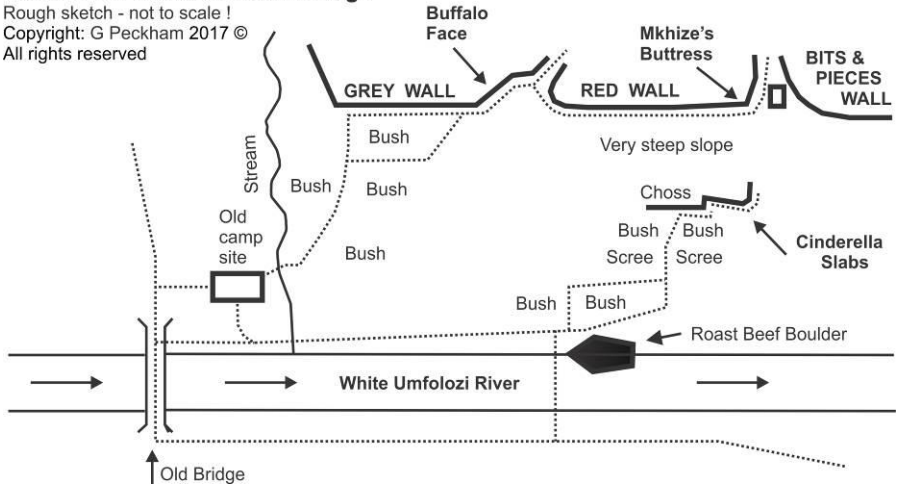 Rough sketch - not to scale !
Copyright: G Peckham 2017 ©
All rights reserved
Buffalo
Face
Mkhize's
Buttress
BITS &
PIECES
WALL
GREY WALL
RED WALL
Bush
Very steep slope
Stream
Bush
Bush
Choss
Old
camp
site
Bush
Bush
Bush
Cinderella
Slabs
Scree
Scree
Bush
Bush
Roast Beef Boulder
White Umfolozi River
Old Bridge